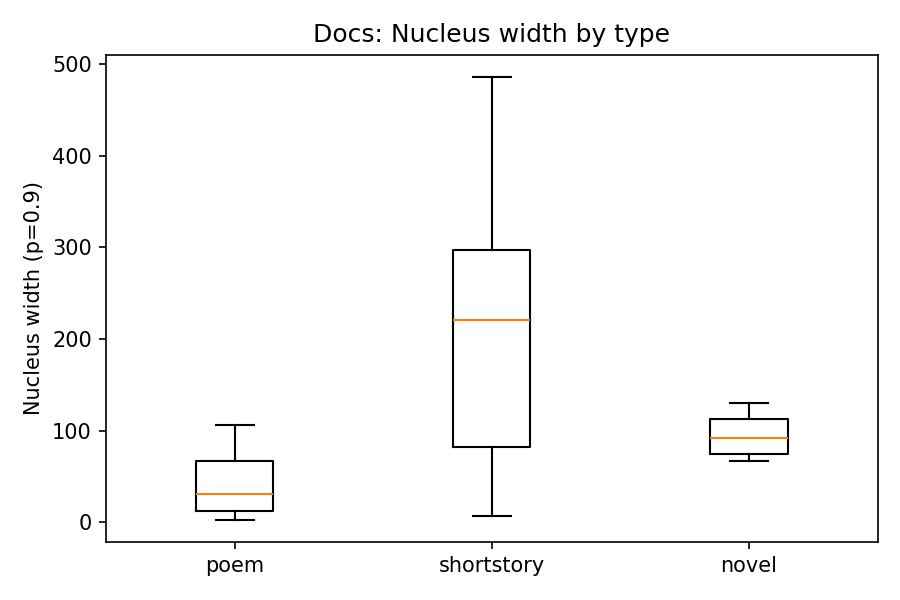 Docs: Nucleus width by type
Nucleus width (p=0.9)
500
400
300
200
100
0
poem
shortstory
novel